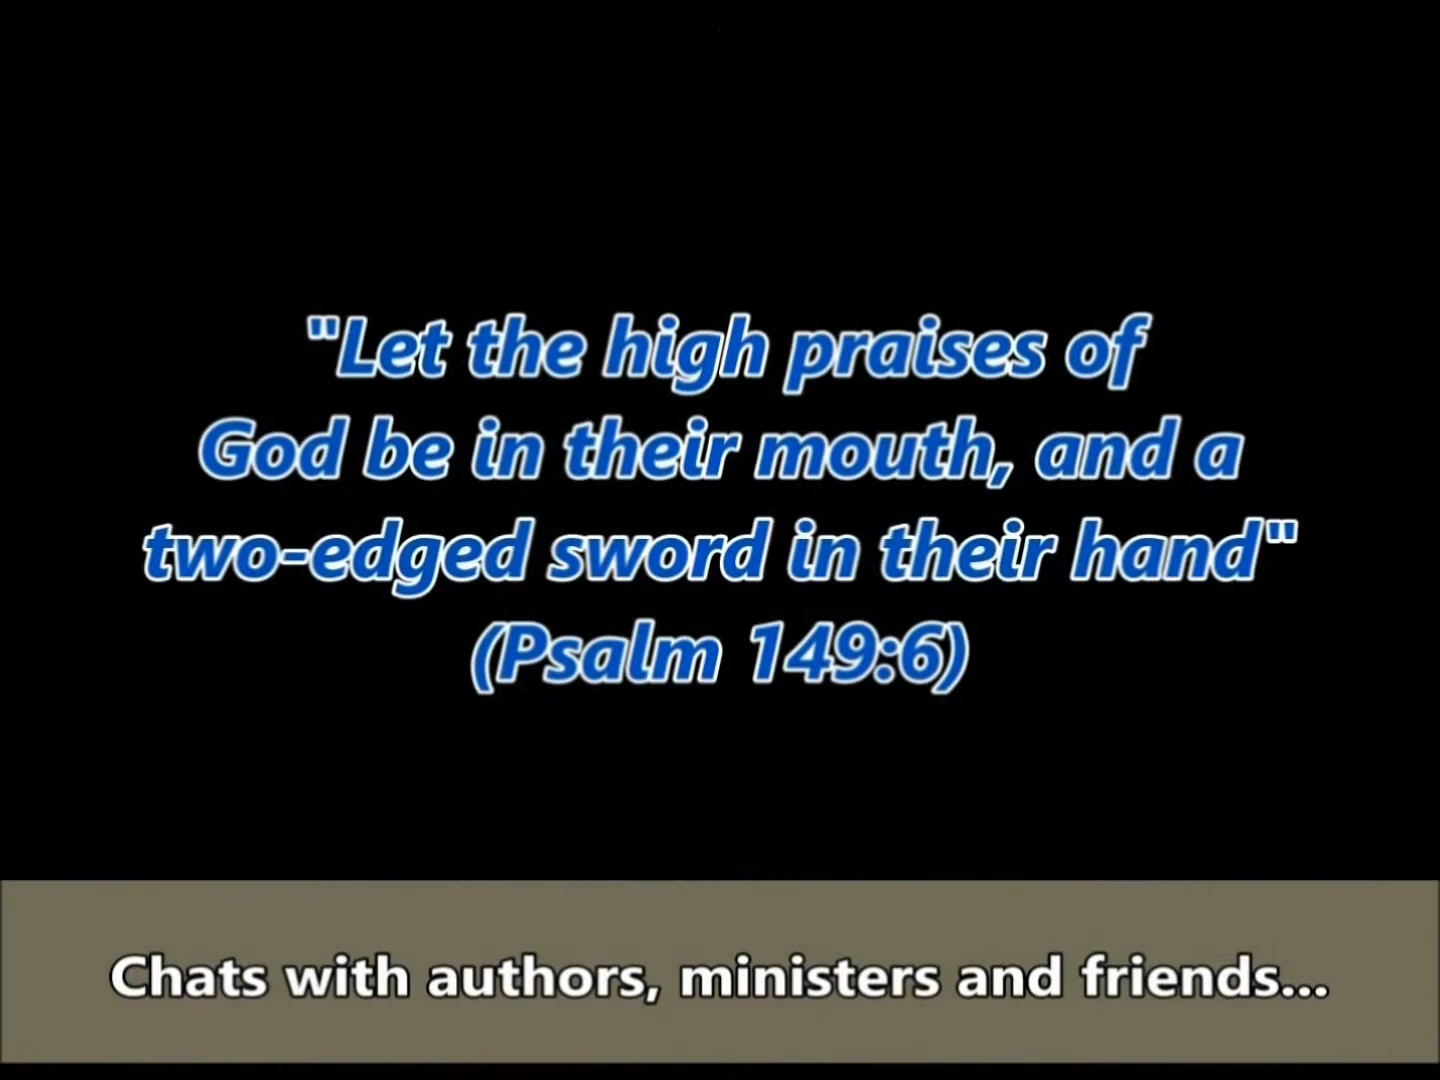 "Let the high praises of
God be in their mouth, and a
two-edged sword in their hand"
(Psalm 149:6)
Chats with authors, ministers and friends...